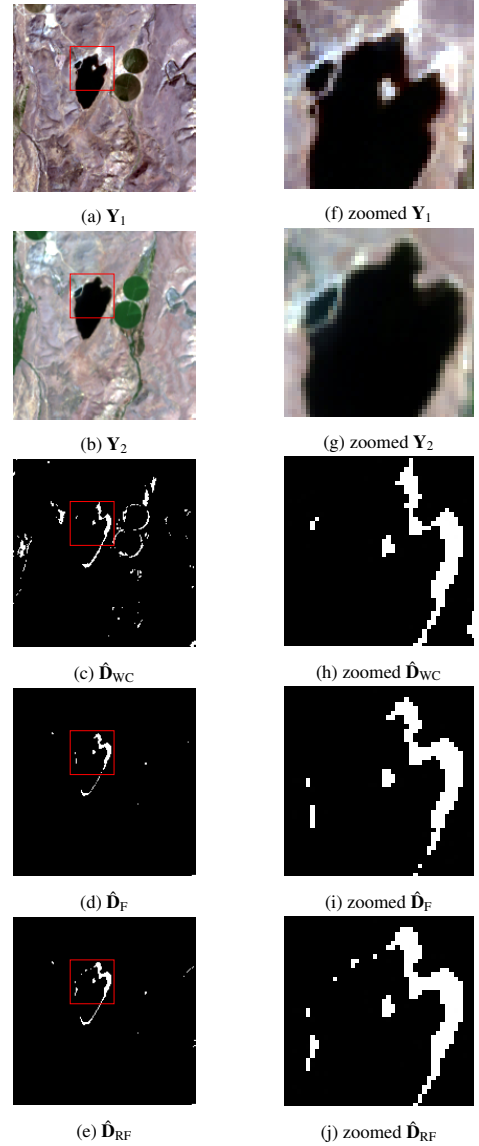 (a) Y₁
(f) zoomed Y₁
(b) Y₂
(g) zoomed Y₂
(c) D̂_WC
(h) zoomed D̂_WC
(d) D̂_F
(i) zoomed D̂_F
(e) D̂_RF
(j) zoomed D̂_RF